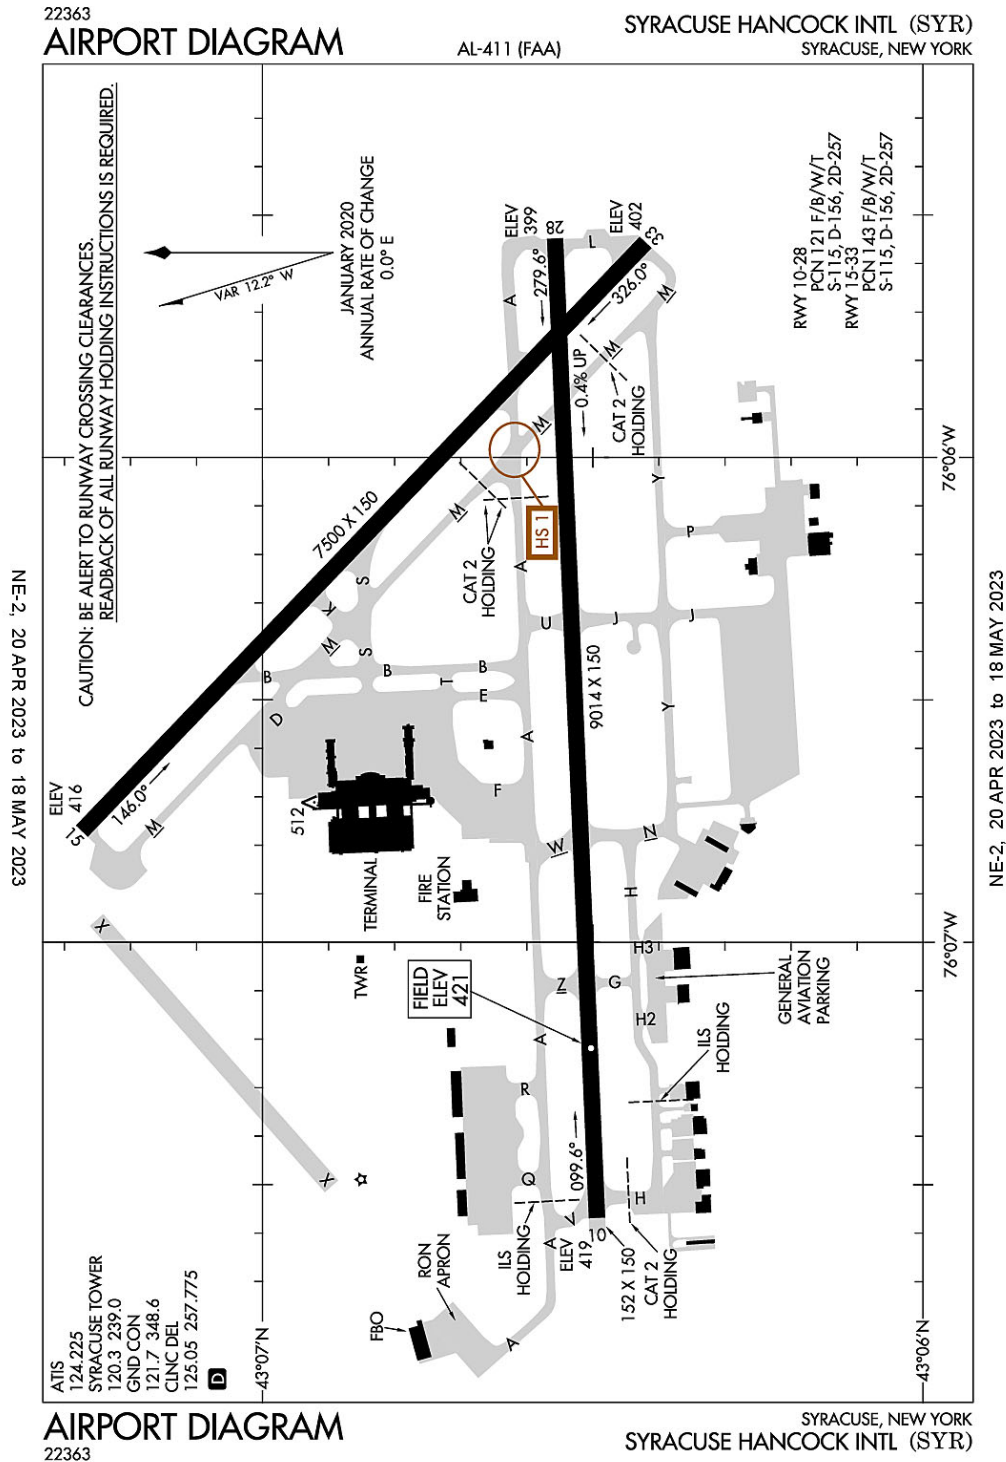 22363
AIRPORT DIAGRAM
AL-411 (FAA)
SYRACUSE HANCOCK INTL (SYR)
SYRACUSE, NEW YORK
CAUTION: BE ALERT TO RUNWAY CROSSING CLEARANCES.
READBACK OF ALL RUNWAY HOLDING INSTRUCTIONS IS REQUIRED.
VAR 12.2° W
JANUARY 2020
ANNUAL RATE OF CHANGE
0.0° E
ELEV
399
28
ELEV
402
33
L
A
279.6°
326.0°
M
RWY 10-28
PCN 121 F/B/W/T
S-115, D-156, 2D-257
RWY 15-33
PCN 143 F/B/W/T
S-115, D-156, 2D-257
0.4% UP
M
CAT 2
HOLDING
M
76°06'W
HS 1
Y
M
7500 X 150
CAT 2
HOLDING
P
A
S
K
M
S
U
J
J
B
B
B
T
E
9014 X 150
D
A
Y
F
ELEV
416
15
146.0°
M
512
TERMINAL
FIRE
STATION
W
N
H
X
TWR
FIELD
ELEV
421
H3
76°07'W
Z
G
H2
GENERAL
AVIATION
PARKING
A
ILS
HOLDING
R
099.6°
X
Q
H
V
A
10
ILS
HOLDING
ELEV
419
152 X 150
CAT 2
HOLDING
RON
APRON
FBO
A
ATIS
124.225
SYRACUSE TOWER
120.3 239.0
GND CON
121.7 348.6
CLNC DEL
125.05 257.775
D
43°07'N
43°06'N
NE-2, 20 APR 2023 to 18 MAY 2023
NE-2, 20 APR 2023 to 18 MAY 2023
AIRPORT DIAGRAM
22363
SYRACUSE, NEW YORK
SYRACUSE HANCOCK INTL (SYR)